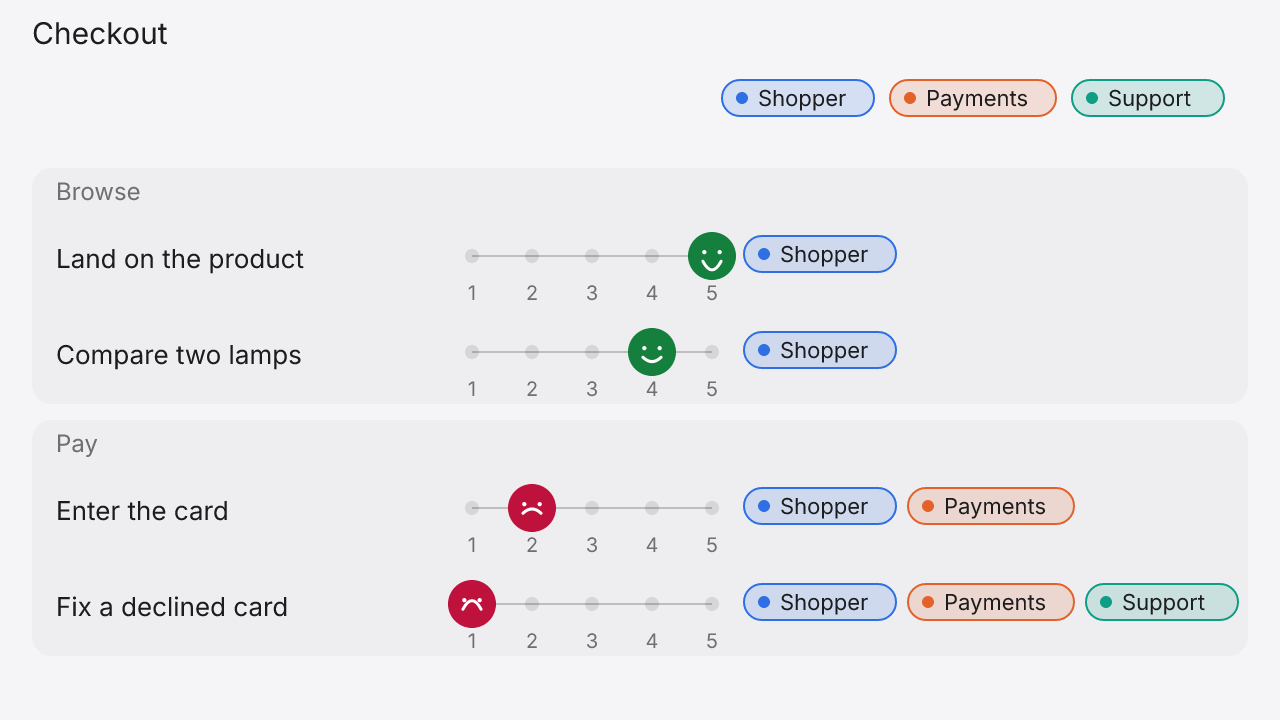 Checkout
Shopper Payments Support
Browse
Land on the product Shopper
1 2 3 4 5
Compare two lamps Shopper
1 2 3 4 5
Pay
Enter the card Shopper Payments
1 2 3 4 5
Fix a declined card Shopper Payments Support
1 2 3 4 5